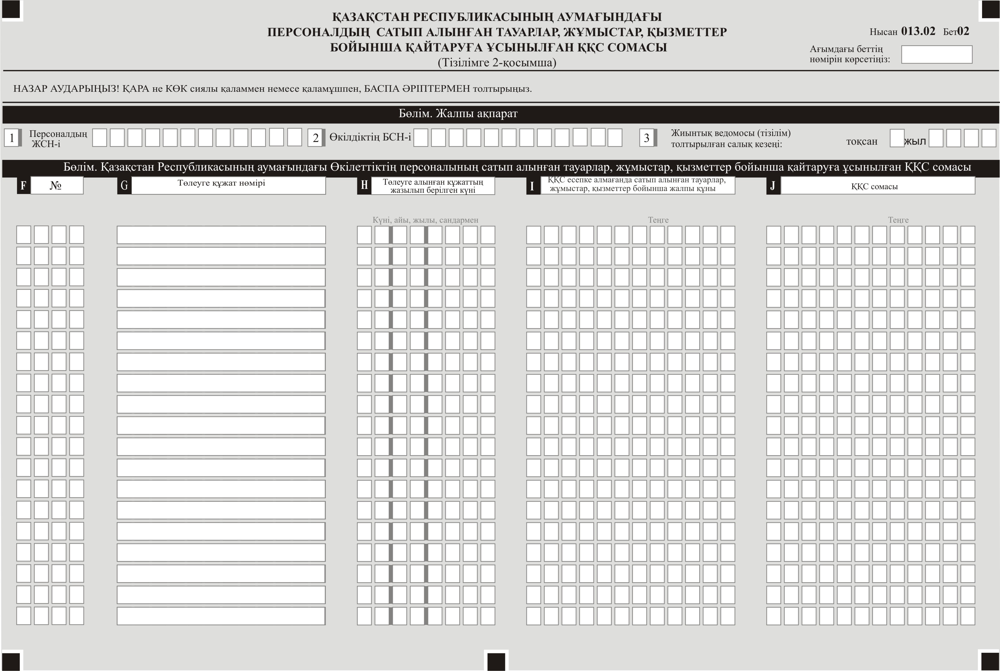 ҚАЗАҚСТАН РЕСПУБЛИКАСЫНЫҢ АУМАҒЫНДАҒЫ
ПЕРСОНАЛДЫҢ САТЫП АЛЫНҒАН ТАУАРЛАР, ЖҰМЫСТАР, ҚЫЗМЕТТЕР
БОЙЫНША ҚАЙТАРУҒА ҰСЫНЫЛҒАН ҚҚС СОМАСЫ
(Тізілімге 2-қосымша)
Нысан 013.02 Бет02
Ағымдағы беттің
нөмірін көрсетіңіз:
НАЗАР АУДАРЫҢЫЗ! ҚАРА не КӨК сиялы қаламмен немесе қаламұшпен, БАСПА ӘРІПТЕРМЕН толтырыңыз.
Бөлім. Жалпы ақпарат
1 Персоналдың
ЖСН-і
2 Өкілдіктің БСН-і
3 Жиынтық ведомосы (тізілім)
толтырылған салық кезеңі:
тоқсан жыл
Бөлім. Қазақстан Республикасының аумағындағы Өкілеттіктің персоналының сатып алынған тауарлар, жұмыстар, қызметтер бойынша қайтаруға ұсынылған ҚҚС сомасы
F №
G Төлеуге құжат нөмірі
H Төлеуге алынған құжаттың
жазылып берілген күні
I ҚҚС есепке алмағанда сатып алынған тауарлар,
жұмыстар, қызметтер бойынша жалпы құны
J ҚҚС сомасы
Күні, айы, жылы, сандармен
Теңге
Теңге